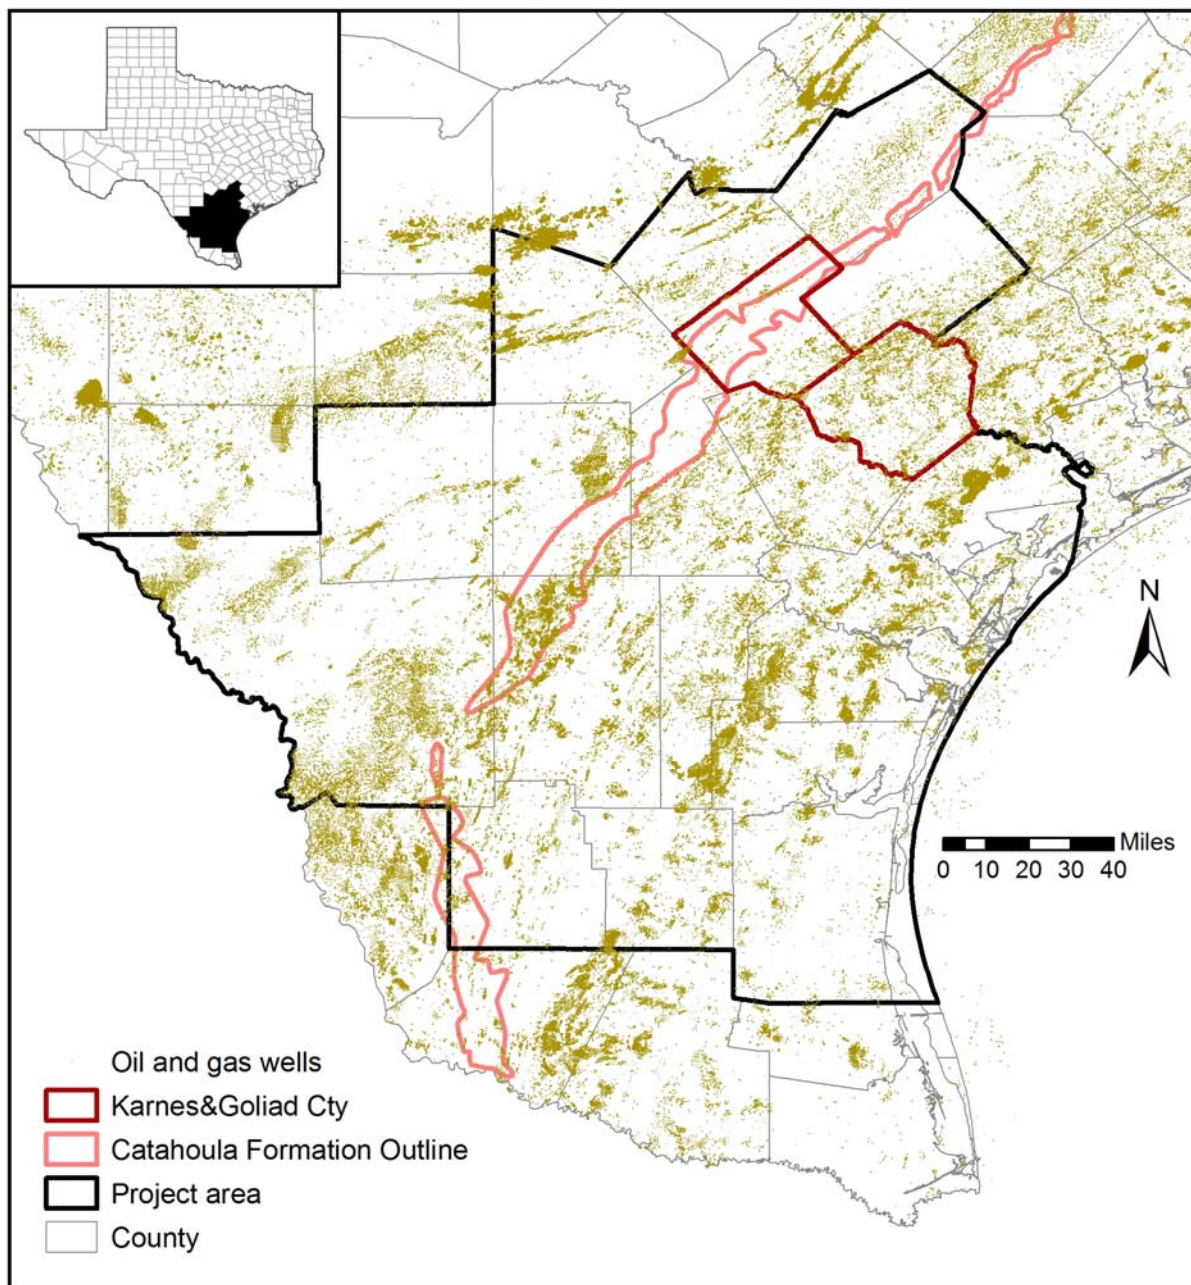 N
Miles
0 10 20 30 40
Oil and gas wells
Karnes&Goliad Cty
Catahoula Formation Outline
Project area
County